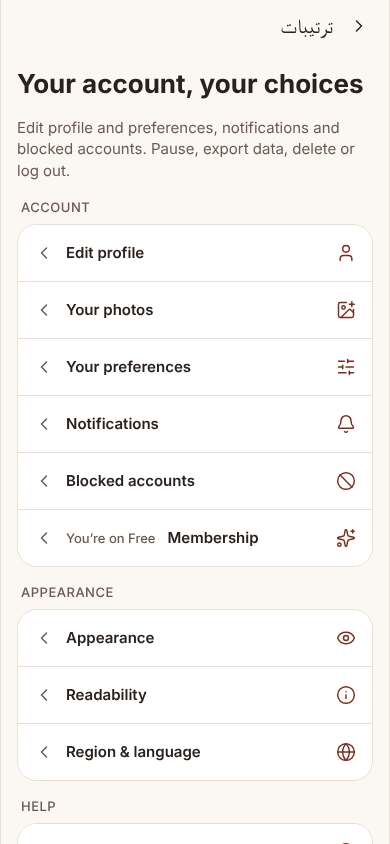 ترتیبات
Your account, your choices
Edit profile and preferences, notifications and
blocked accounts. Pause, export data, delete or
log out.
ACCOUNT
Edit profile
Your photos
Your preferences
Notifications
Blocked accounts
You're on Free Membership
APPEARANCE
Appearance
Readability
Region & language
HELP